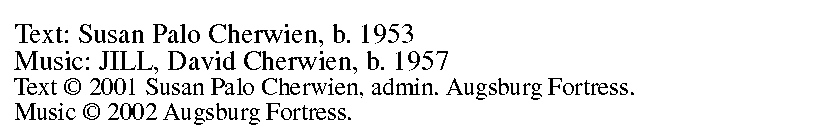 Text: Susan Palo Cherwien, b. 1953
Music: JILL, David Cherwien, b. 1957
Text © 2001 Susan Palo Cherwien, admin. Augsburg Fortress.
Music © 2002 Augsburg Fortress.